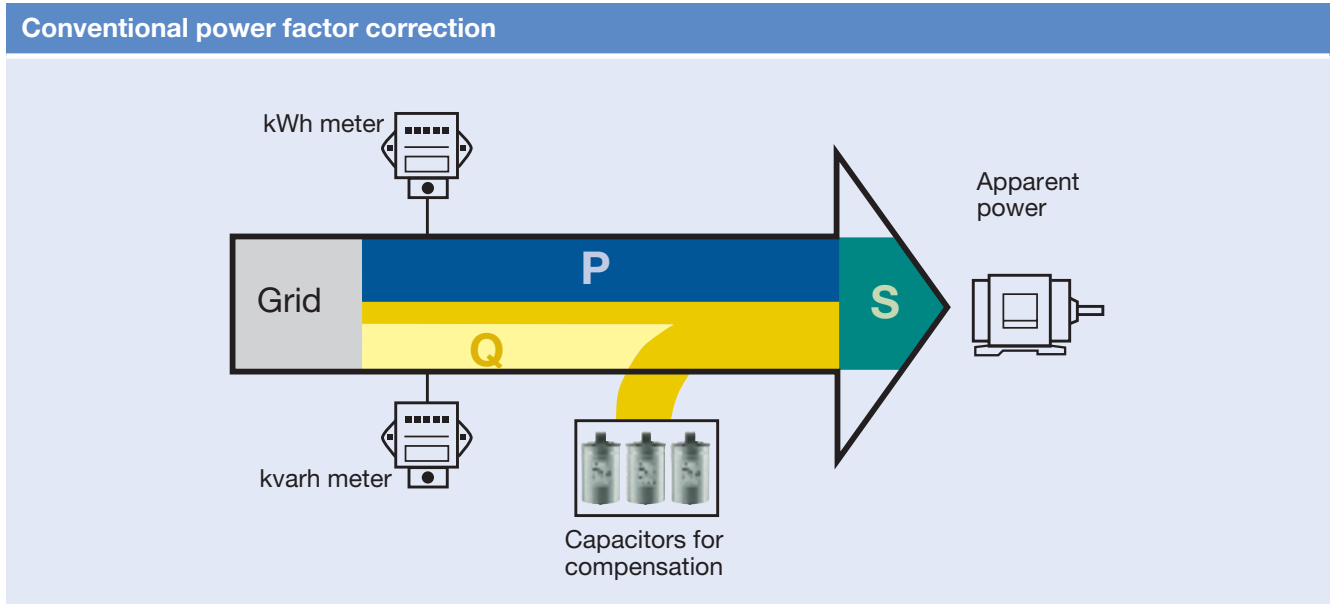 Conventional power factor correction
kWh meter
Apparent
power
P
Grid
S
Q
kvarh meter
Capacitors for
compensation